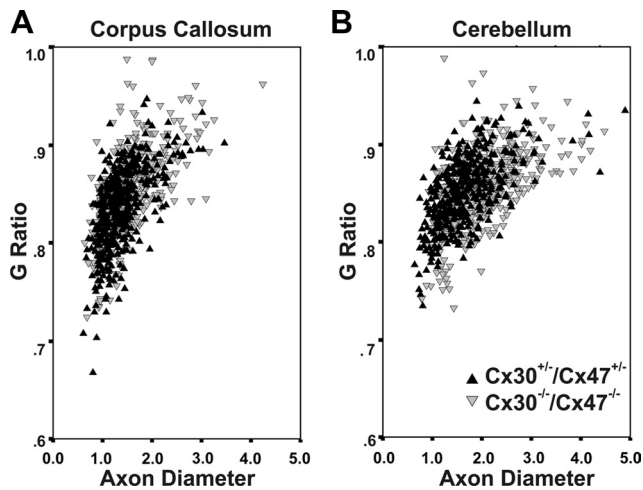 A
Corpus Callosum
G Ratio
1.0
.9
.8
.7
.6
0.0
1.0
2.0
3.0
4.0
5.0
Axon Diameter
B
Cerebellum
G Ratio
1.0
.9
.8
.7
.6
0.0
1.0
2.0
3.0
4.0
5.0
Axon Diameter
▲ Cx30+/-/Cx47+/-
▽ Cx30-/-/Cx47-/-